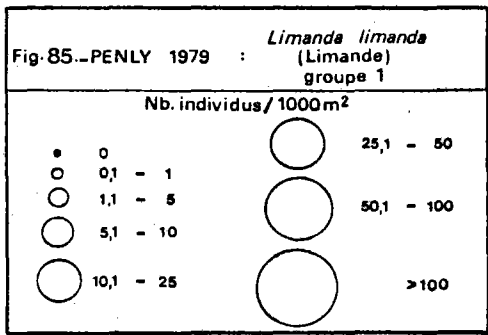 Fig.85._PENLY 1979 : Limanda limanda
(Limande)
groupe 1
Nb. individus/1000m²
0
0,1 - 1
1,1 - 5
5,1 - 10
10,1 - 25
25,1 - 50
50,1 - 100
>100